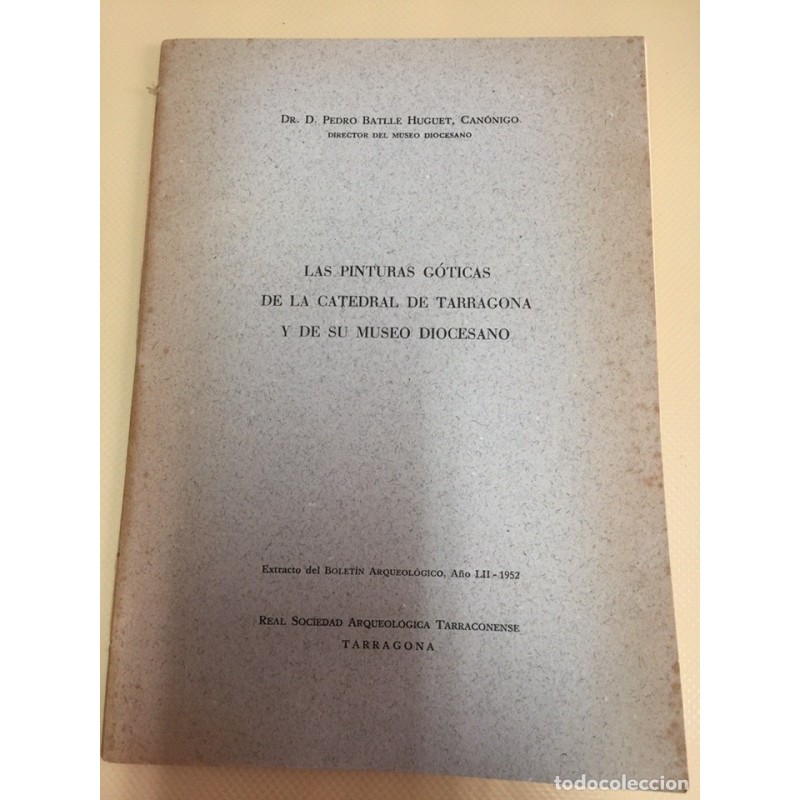 Dr. D. Pedro Batlle Huguet, Canónigo
DIRECTOR DEL MUSEO DIOCESANO
LAS PINTURAS GÓTICAS
DE LA CATEDRAL DE TARRAGONA
Y DE SU MUSEO DIOCESANO
Extracto del Boletín Arqueológico, Año LII - 1952
Real Sociedad Arqueológica Tarraconense
TARRAGONA
todocoleccion